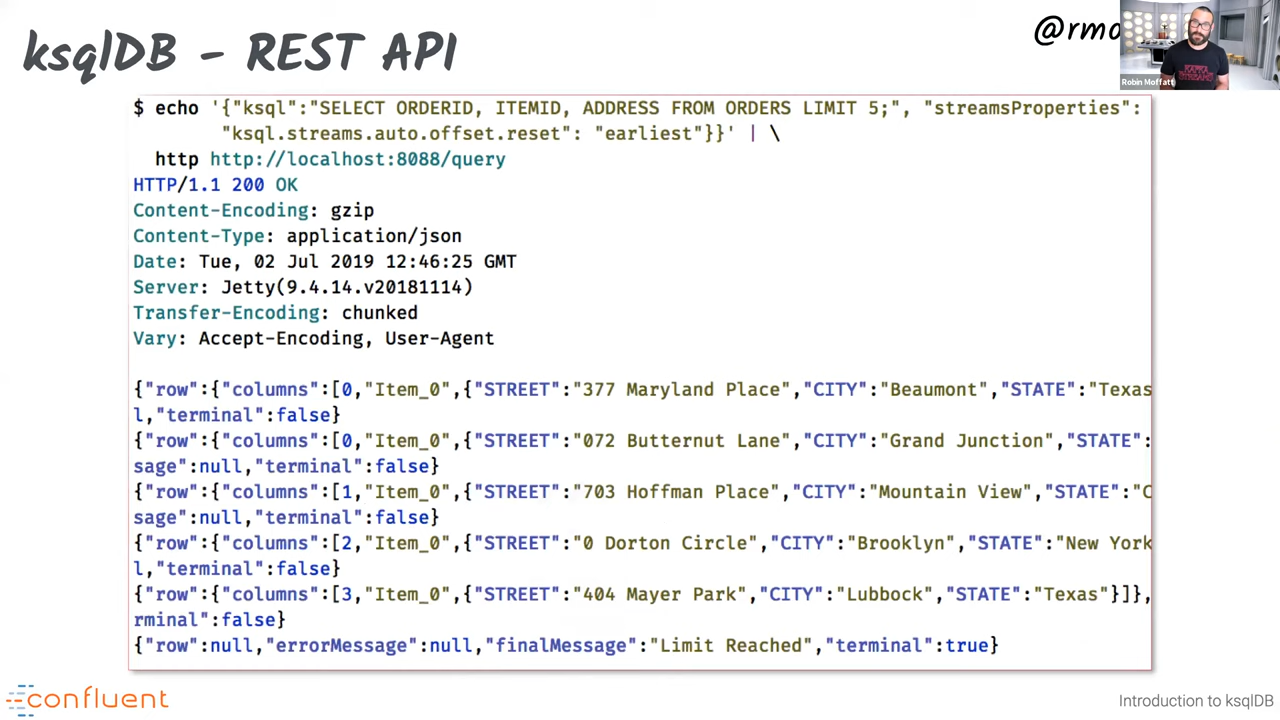 ksqlDB - REST API
@rmo
KAFKA
STREAMS
Robin Moffatt
$ echo '{"ksql":"SELECT ORDERID, ITEMID, ADDRESS FROM ORDERS LIMIT 5;", "streamsProperties":
"ksql.streams.auto.offset.reset": "earliest"}}' | \
http http://localhost:8088/query
HTTP/1.1 200 OK
Content-Encoding: gzip
Content-Type: application/json
Date: Tue, 02 Jul 2019 12:46:25 GMT
Server: Jetty(9.4.14.v20181114)
Transfer-Encoding: chunked
Vary: Accept-Encoding, User-Agent
{"row":{"columns":[0,"Item_0",{"STREET":"377 Maryland Place","CITY":"Beaumont","STATE":"Texas
l,"terminal":false}
{"row":{"columns":[0,"Item_0",{"STREET":"072 Butternut Lane","CITY":"Grand Junction","STATE":
sage":null,"terminal":false}
{"row":{"columns":[1,"Item_0",{"STREET":"703 Hoffman Place","CITY":"Mountain View","STATE":"C
sage":null,"terminal":false}
{"row":{"columns":[2,"Item_0",{"STREET":"0 Dorton Circle","CITY":"Brooklyn","STATE":"New York
l,"terminal":false}
{"row":{"columns":[3,"Item_0",{"STREET":"404 Mayer Park","CITY":"Lubbock","STATE":"Texas"}]},
rminal":false}
{"row":null,"errorMessage":null,"finalMessage":"Limit Reached","terminal":true}
confluent
Introduction to ksqlDB